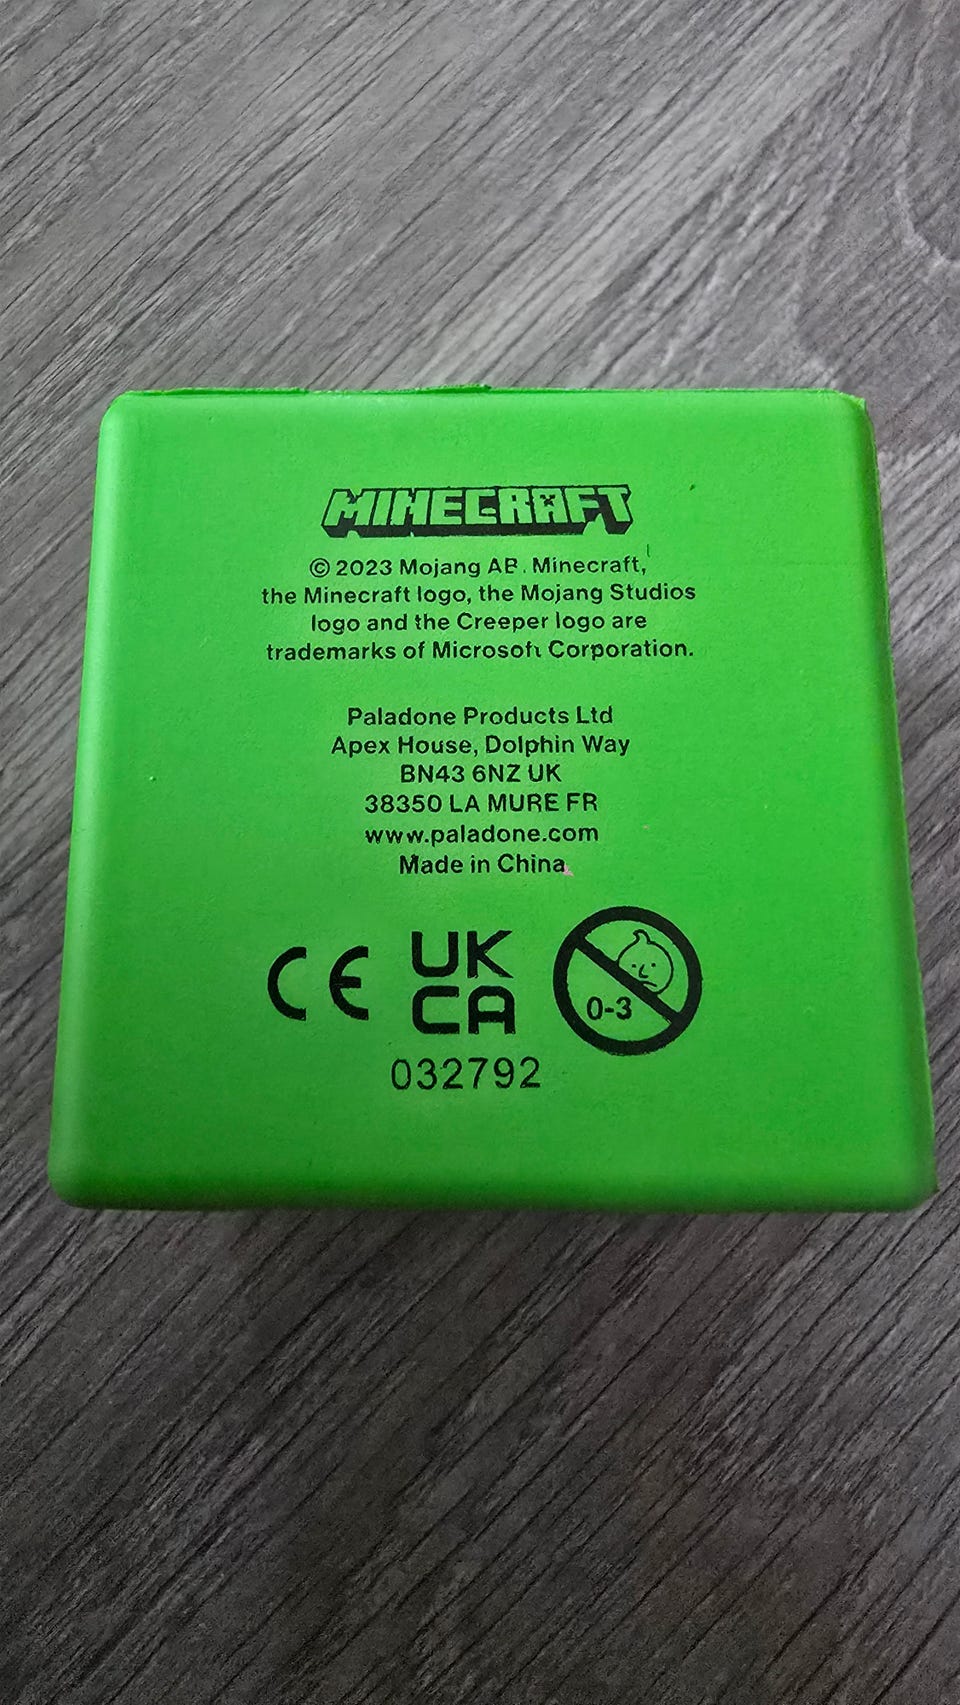 MINECRAFT
© 2023 Mojang AB. Minecraft,
the Minecraft logo, the Mojang Studios
logo and the Creeper logo are
trademarks of Microsoft Corporation.
Paladone Products Ltd
Apex House, Dolphin Way
BN43 6NZ UK
38350 LA MURE FR
www.paladone.com
Made in China
CE UK
CA
0-3
032792